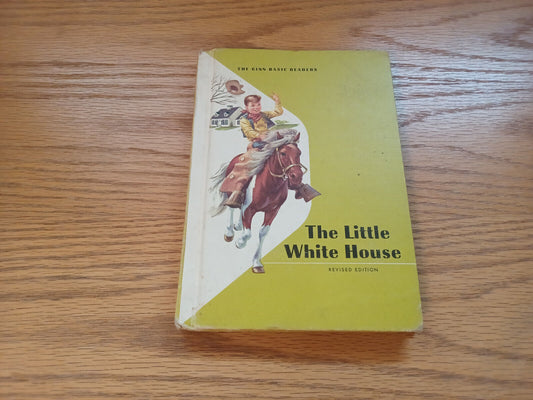 THE GINN BASIC READERS
The Little
White House
REVISED EDITION